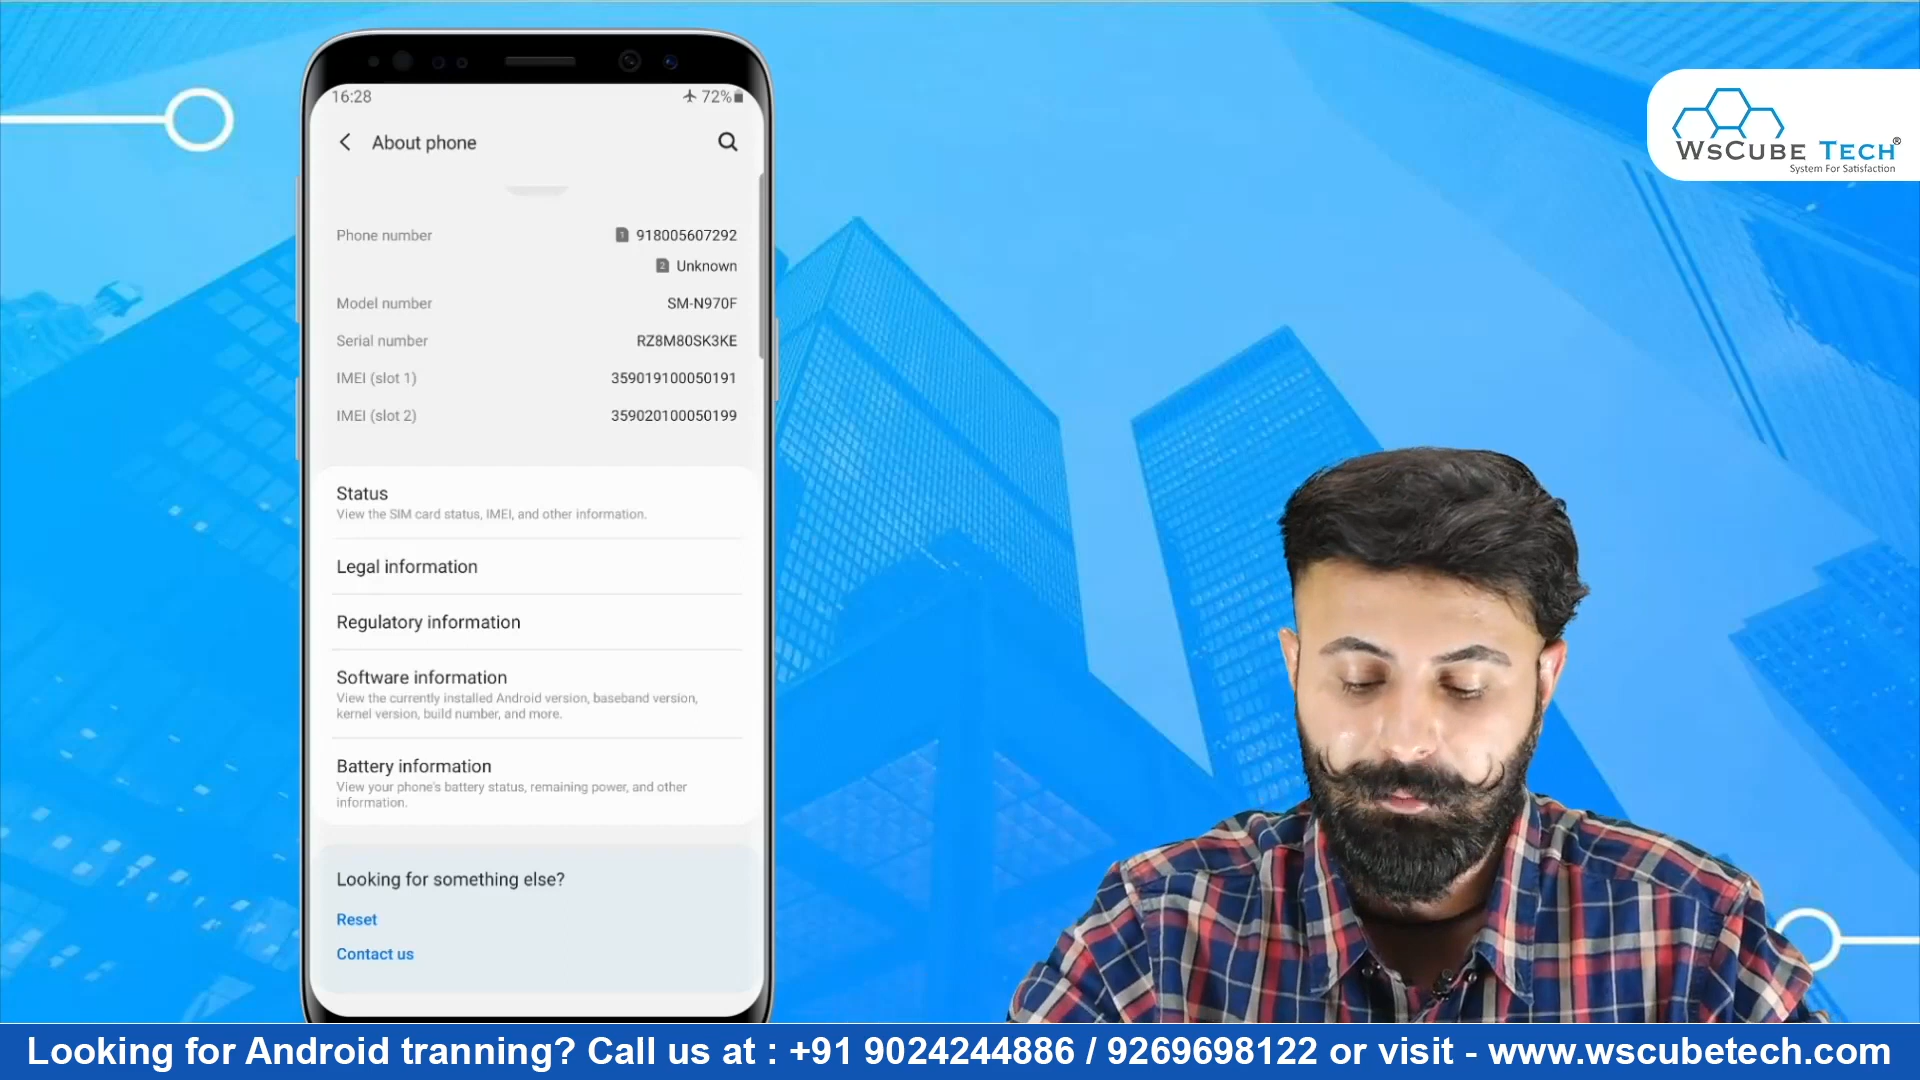 16:28
72%
About phone
Phone number
1 918005607292
2 Unknown
Model number
SM-N970F
Serial number
RZ8M80SK3KE
IMEI (slot 1)
359019100050191
IMEI (slot 2)
359020100050199
Status
View the SIM card status, IMEI, and other information.
Legal information
Regulatory information
Software information
View the currently installed Android version, baseband version,
kernel version, build number, and more.
Battery information
View your phone's battery status, remaining power, and other
information.
Looking for something else?
Reset
Contact us
WSCUBE TECH®
System For Satisfaction
Looking for Android tranning? Call us at : +91 9024244886 / 9269698122 or visit - www.wscubetech.com